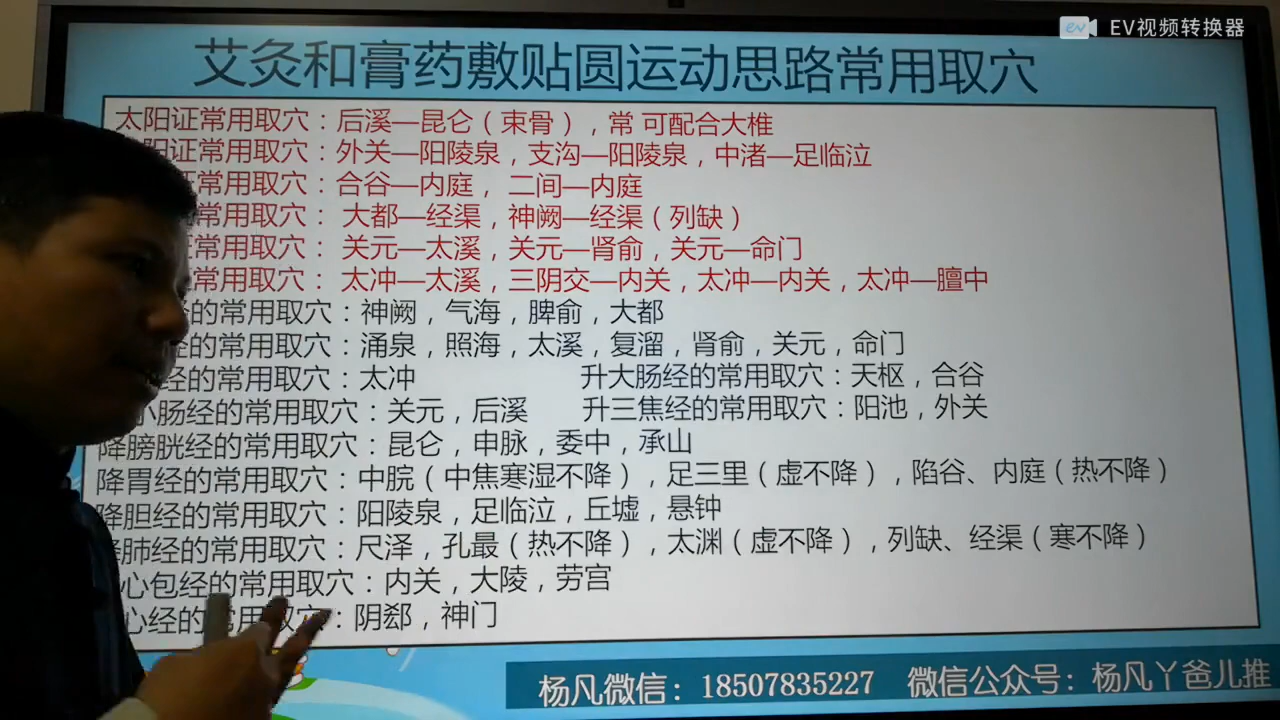 EV视频转换器
艾灸和膏药敷贴圆运动思路常用取穴
太阳证常用取穴：后溪—昆仑（束骨），常 可配合大椎
阳证常用取穴：外关—阳陵泉，支沟—阳陵泉，中渚—足临泣
证常用取穴：合谷—内庭， 二间—内庭
常用取穴： 大都—经渠，神阙—经渠（列缺）
证常用取穴： 关元—太溪，关元—肾俞，关元—命门
常用取穴： 太冲—太溪，三阴交—内关，太冲—内关，太冲—膻中
经的常用取穴：神阙，气海，脾俞，大都
经的常用取穴：涌泉，照海，太溪，复溜，肾俞，关元，命门
经的常用取穴：太冲 升大肠经的常用取穴：天枢，合谷
小肠经的常用取穴：关元，后溪 升三焦经的常用取穴：阳池，外关
降膀胱经的常用取穴：昆仑，申脉，委中，承山
降胃经的常用取穴：中脘（中焦寒湿不降），足三里（虚不降），陷谷、内庭（热不降）
降胆经的常用取穴：阳陵泉，足临泣，丘墟，悬钟
降肺经的常用取穴：尺泽，孔最（热不降），太渊（虚不降），列缺、经渠（寒不降）
心包经的常用取穴：内关，大陵，劳宫
心经的常用取穴：阴郄，神门
杨凡微信：18507835227 微信公众号：杨凡丫爸儿推